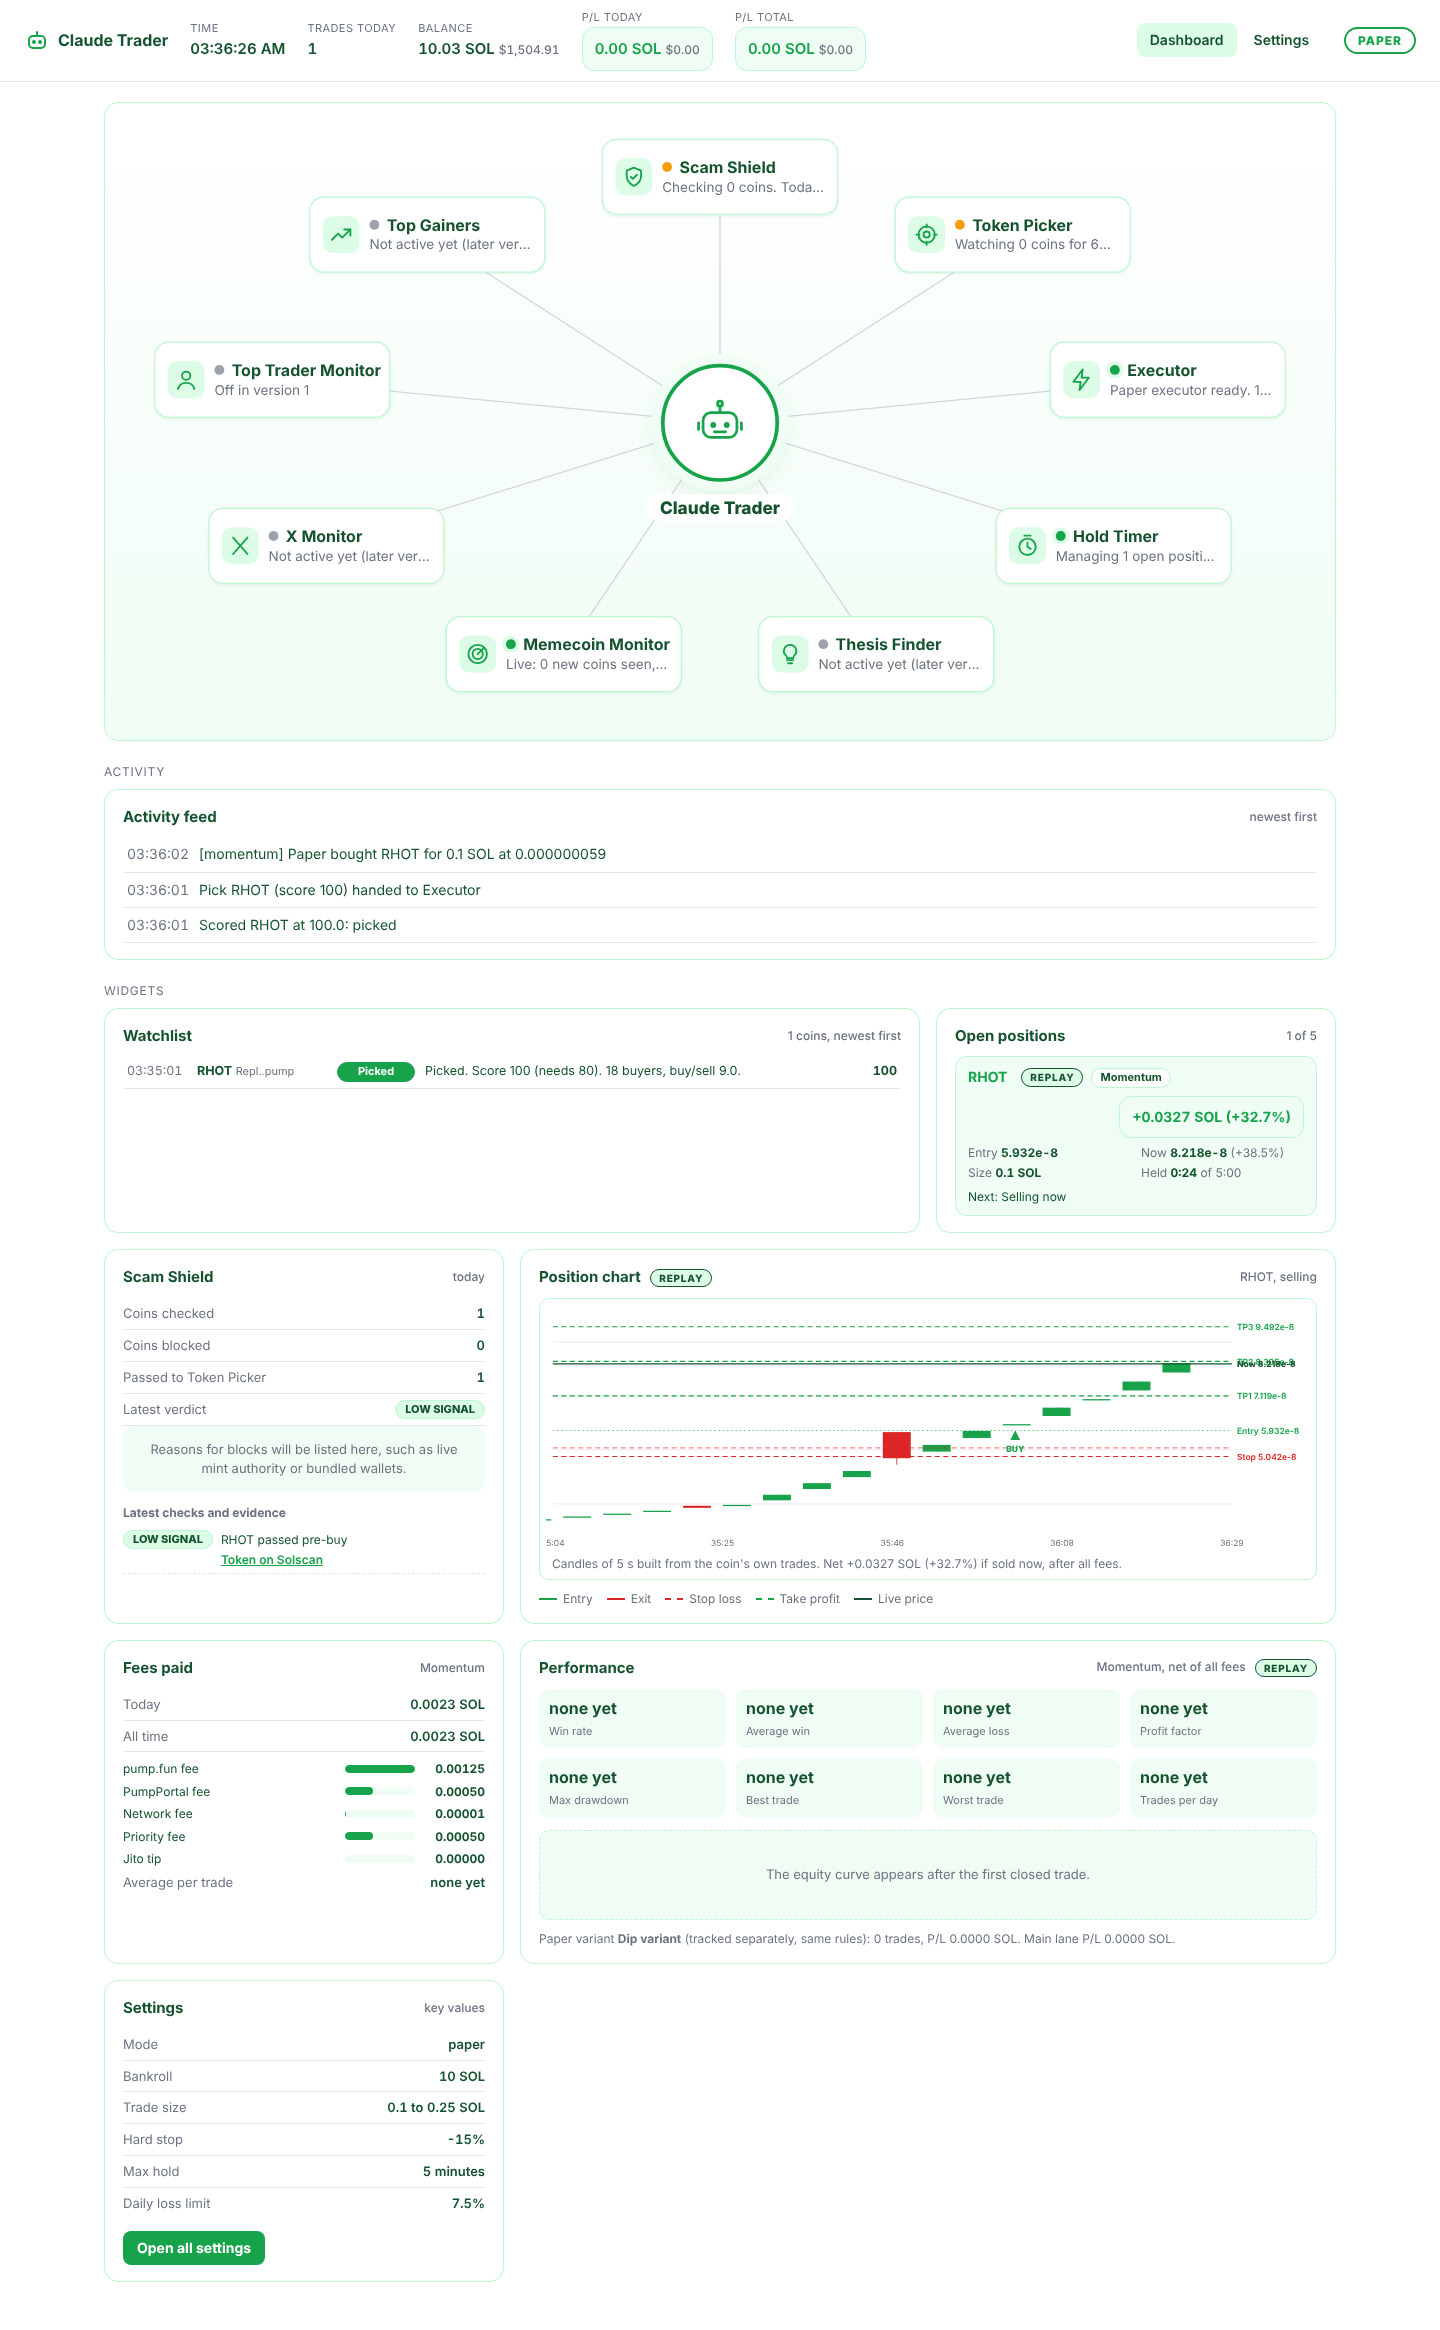 Claude Trader
TIME
03:36:26 AM
TRADES TODAY
1
BALANCE
10.03 SOL $1,504.91
P/L TODAY
0.00 SOL $0.00
P/L TOTAL
0.00 SOL $0.00
Dashboard
Settings
PAPER
Scam Shield
Checking 0 coins. Toda...
Top Gainers
Not active yet (later ver...
Token Picker
Watching 0 coins for 6...
Top Trader Monitor
Off in version 1
Executor
Paper executor ready. 1...
Claude Trader
X Monitor
Not active yet (later ver...
Hold Timer
Managing 1 open positi...
Memecoin Monitor
Live: 0 new coins seen,...
Thesis Finder
Not active yet (later ver...
ACTIVITY
Activity feed
newest first
03:36:02 [momentum] Paper bought RHOT for 0.1 SOL at 0.000000059
03:36:01 Pick RHOT (score 100) handed to Executor
03:36:01 Scored RHOT at 100.0: picked
WIDGETS
Watchlist
1 coins, newest first
03:35:01 RHOT Repl..pump Picked Picked. Score 100 (needs 80). 18 buyers, buy/sell 9.0. 100
Open positions
1 of 5
RHOT REPLAY Momentum
+0.0327 SOL (+32.7%)
Entry 5.932e-8 Now 8.218e-8 (+38.5%)
Size 0.1 SOL Held 0:24 of 5:00
Next: Selling now
Scam Shield
today
Coins checked 1
Coins blocked 0
Passed to Token Picker 1
Latest verdict LOW SIGNAL
Reasons for blocks will be listed here, such as live
mint authority or bundled wallets.
Latest checks and evidence
LOW SIGNAL RHOT passed pre-buy
Token on Solscan
Position chart REPLAY
RHOT, selling
TP3 9.492e-8
Now 8.218e-8
TP1 7.119e-8
Entry 5.932e-8
BUY
Stop 5.042e-8
5:04 35:25 35:46 36:08 36:29
Candles of 5 s built from the coin's own trades. Net +0.0327 SOL (+32.7%) if sold now, after all fees.
Entry Exit Stop loss Take profit Live price
Fees paid
Momentum
Today 0.0023 SOL
All time 0.0023 SOL
pump.fun fee 0.00125
PumpPortal fee 0.00050
Network fee 0.00001
Priority fee 0.00050
Jito tip 0.00000
Average per trade none yet
Performance
Momentum, net of all fees REPLAY
none yet none yet none yet none yet
Win rate Average win Average loss Profit factor
none yet none yet none yet none yet
Max drawdown Best trade Worst trade Trades per day
The equity curve appears after the first closed trade.
Paper variant Dip variant (tracked separately, same rules): 0 trades, P/L 0.0000 SOL. Main lane P/L 0.0000 SOL.
Settings
key values
Mode paper
Bankroll 10 SOL
Trade size 0.1 to 0.25 SOL
Hard stop -15%
Max hold 5 minutes
Daily loss limit 7.5%
Open all settings